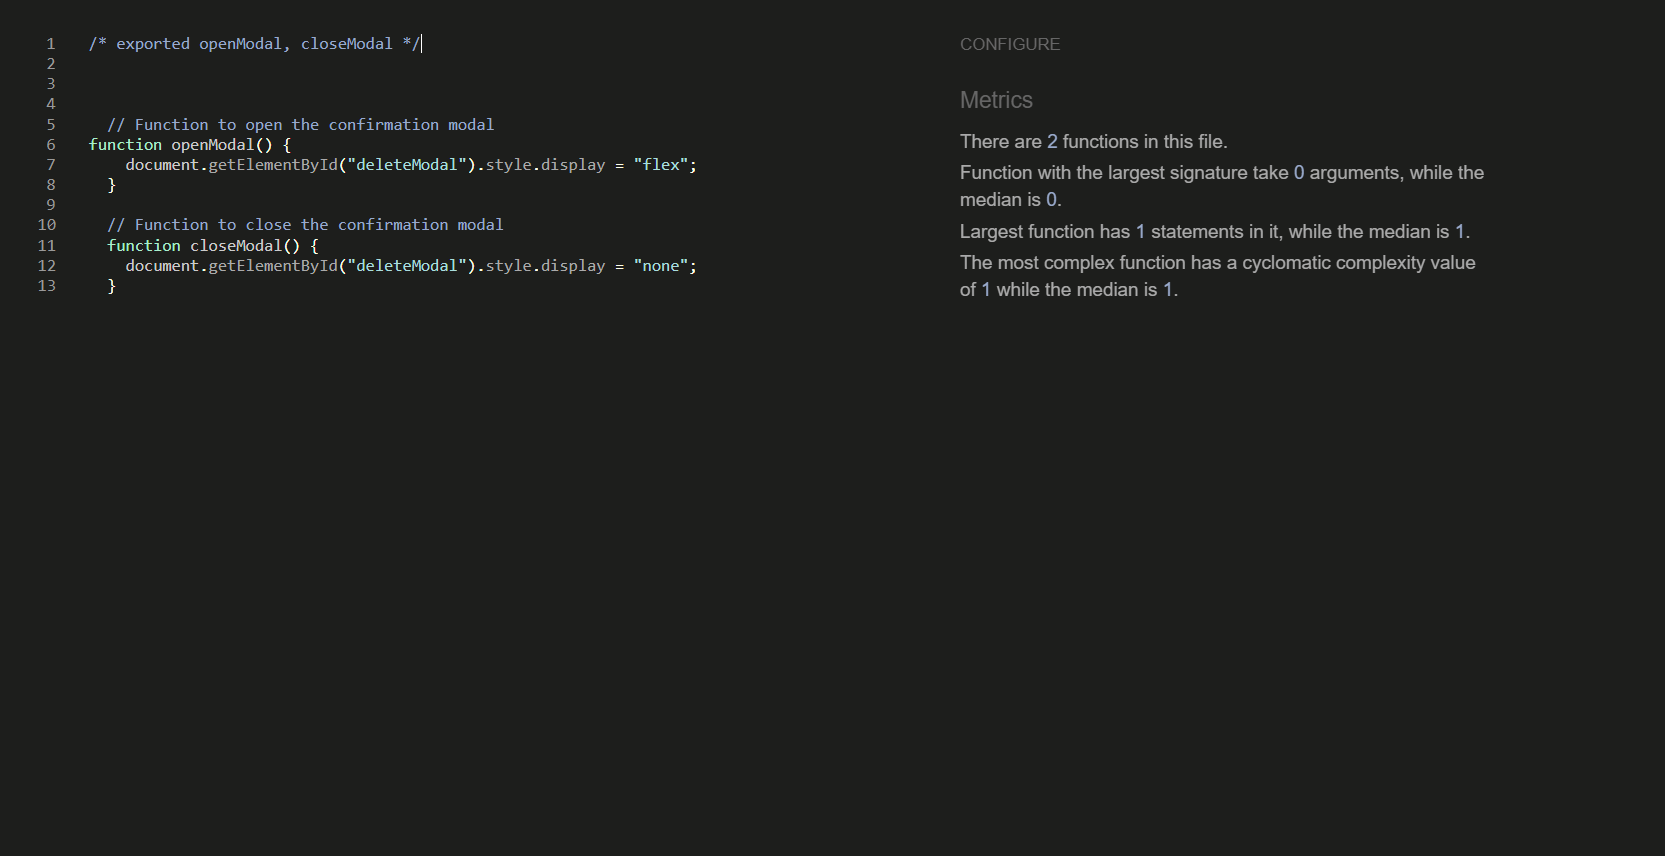 1 /* exported openModal, closeModal */
2
3
4
5 // Function to open the confirmation modal
6 function openModal() {
7 document.getElementById("deleteModal").style.display = "flex";
8 }
9
10 // Function to close the confirmation modal
11 function closeModal() {
12 document.getElementById("deleteModal").style.display = "none";
13 }
CONFIGURE
Metrics
There are 2 functions in this file.
Function with the largest signature take 0 arguments, while the
median is 0.
Largest function has 1 statements in it, while the median is 1.
The most complex function has a cyclomatic complexity value
of 1 while the median is 1.